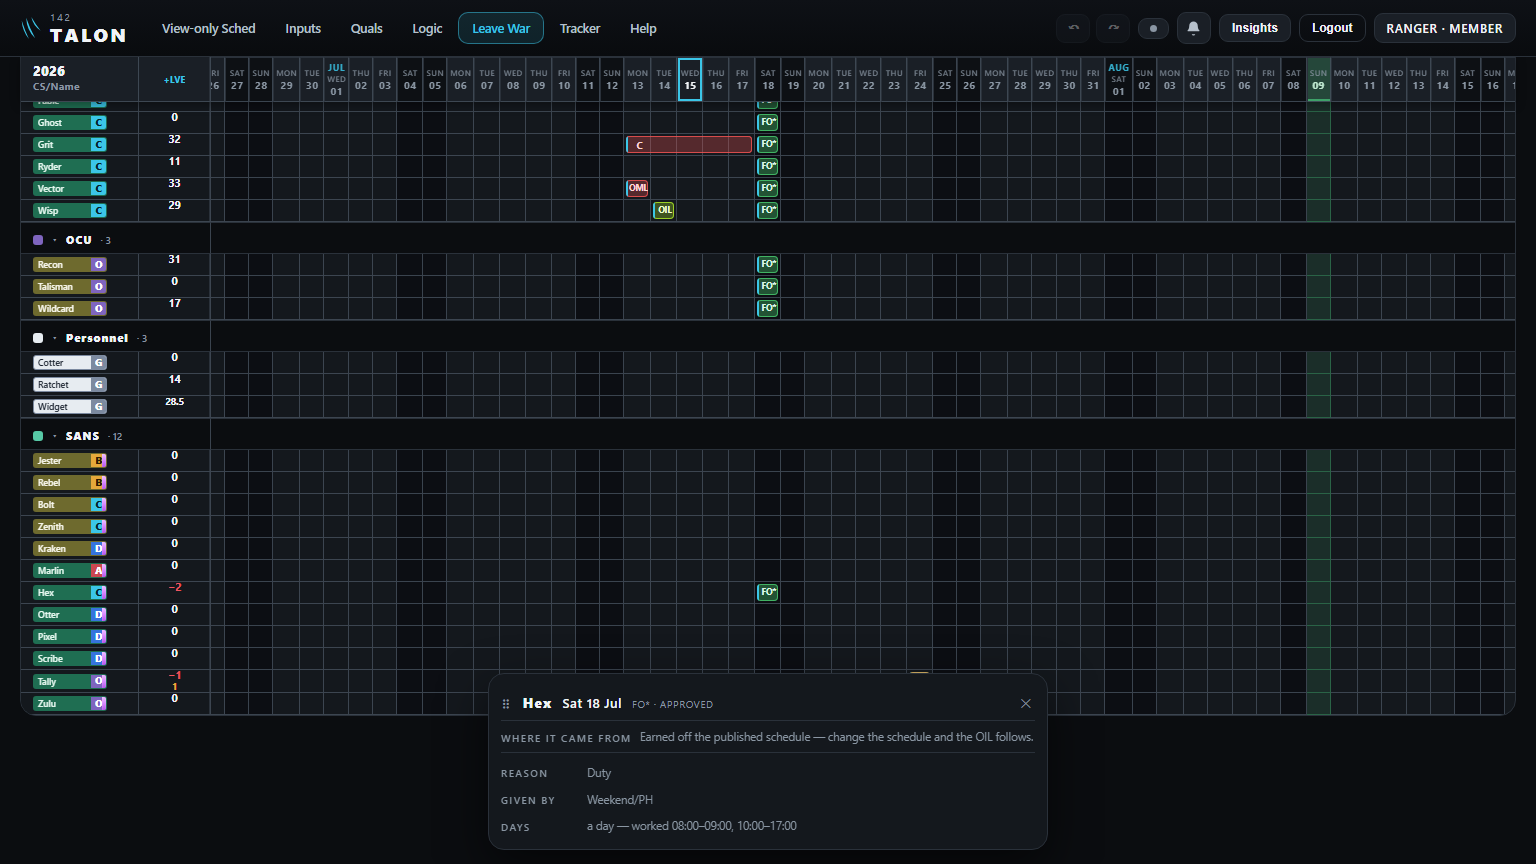 142
TALON
View-only Sched
Inputs
Quals
Logic
Leave War
Tracker
Help
Insights
Logout
RANGER · MEMBER
2026
CS/Name
+LVE
SAT 27
SUN 28
MON 29
TUE 30
JUL WED 01
THU 02
FRI 03
SAT 04
SUN 05
MON 06
TUE 07
WED 08
THU 09
FRI 10
SAT 11
SUN 12
MON 13
TUE 14
WED 15
THU 16
FRI 17
SAT 18
SUN 19
MON 20
TUE 21
WED 22
THU 23
FRI 24
SAT 25
SUN 26
MON 27
TUE 28
WED 29
THU 30
FRI 31
AUG SAT 01
SUN 02
MON 03
TUE 04
WED 05
THU 06
FRI 07
SAT 08
SUN 09
MON 10
TUE 11
WED 12
THU 13
FRI 14
SAT 15
SUN 16
Ghost C 0 FO*
Grit C 32 C FO*
Ryder C 11 FO*
Vector C 33 OML FO*
Wisp C 29 OIL FO*
OCU · 3
Recon O 31 FO*
Talisman O 0 FO*
Wildcard O 17 FO*
Personnel · 3
Cotter G 0
Ratchet G 14
Widget G 28.5
SANS · 12
Jester B 0
Rebel B 0
Bolt C 0
Zenith C 0
Kraken D 0
Marlin A 0
Hex C −2 FO*
Otter D 0
Pixel D 0
Scribe D 0
Tally O −1 1
Zulu O 0
Hex Sat 18 Jul FO* · APPROVED
WHERE IT CAME FROM Earned off the published schedule — change the schedule and the OIL follows.
REASON Duty
GIVEN BY Weekend/PH
DAYS a day — worked 08:00–09:00, 10:00–17:00